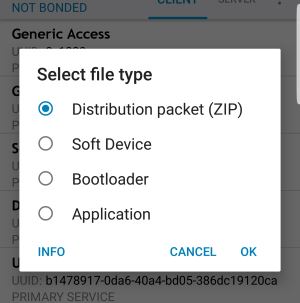 NOT BONDED
CLIENT
SERVER
Generic Access
UUID:
P
G
U
P
Select file type
Distribution packet (ZIP)
Soft Device
Bootloader
Application
INFO
CANCEL
OK
S
U
P
D
U
P
U
UUID: b1478917-0da6-40a4-bd05-386dc19120ca
PRIMARY SERVICE